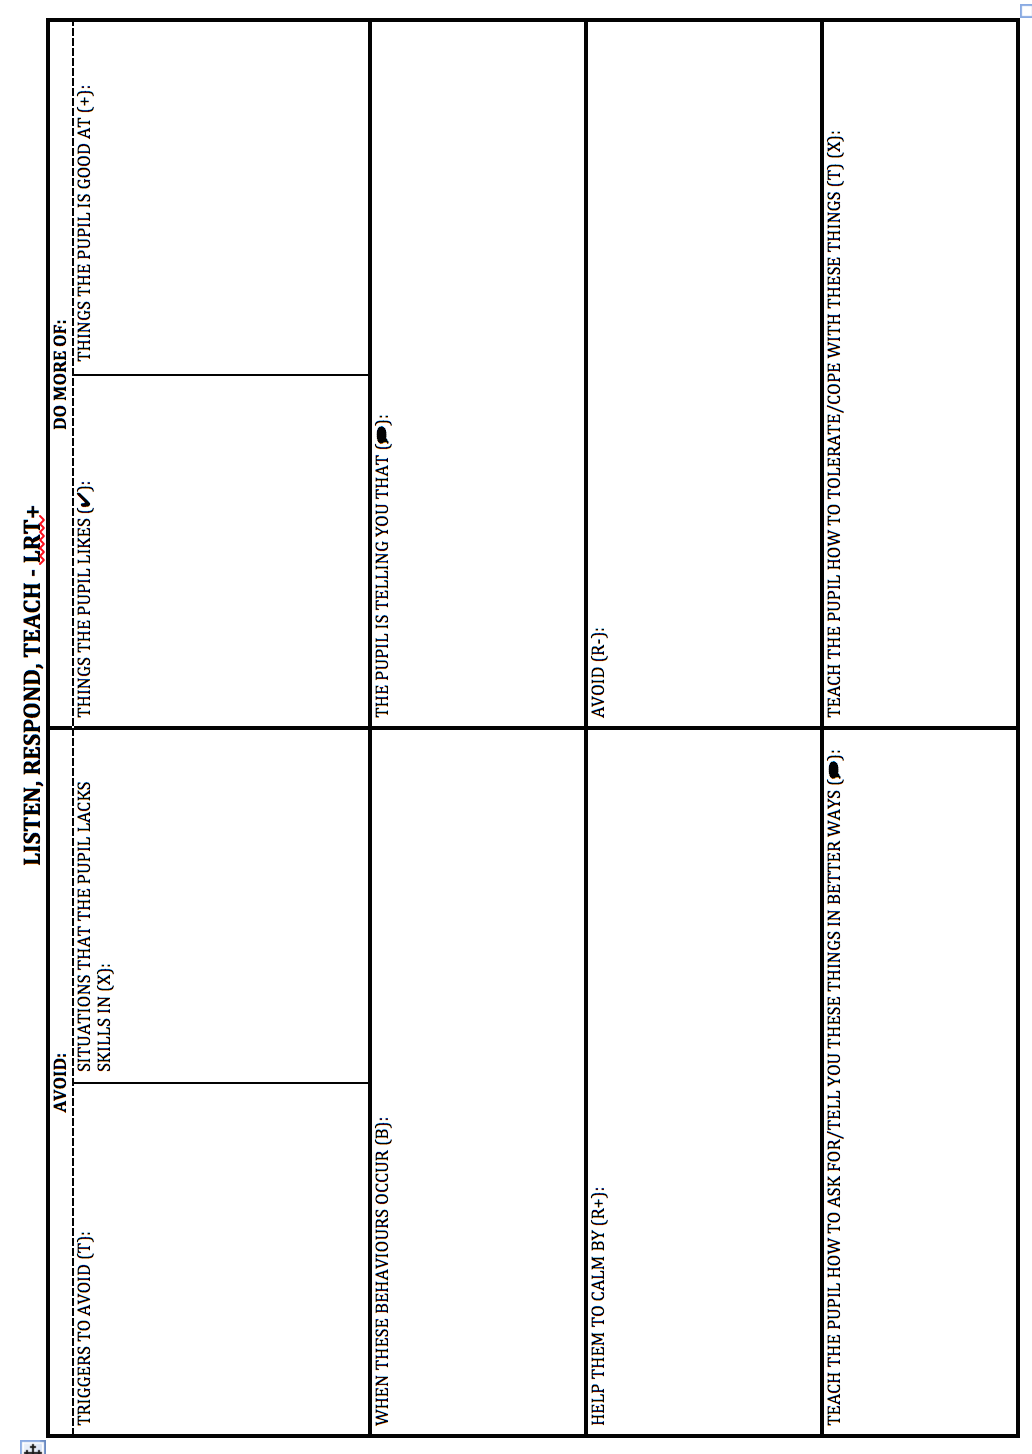 LISTEN, RESPOND, TEACH - LRT+
AVOID:
DO MORE OF:
TRIGGERS TO AVOID (T):
SITUATIONS THAT THE PUPIL LACKS
SKILLS IN (X):
THINGS THE PUPIL LIKES (✔):
THINGS THE PUPIL IS GOOD AT (+):
WHEN THESE BEHAVIOURS OCCUR (B):
THE PUPIL IS TELLING YOU THAT (💬):
HELP THEM TO CALM BY (R+):
AVOID (R-):
TEACH THE PUPIL HOW TO ASK FOR/TELL YOU THESE THINGS IN BETTER WAYS (💬):
TEACH THE PUPIL HOW TO TOLERATE/COPE WITH THESE THINGS (T) (X):